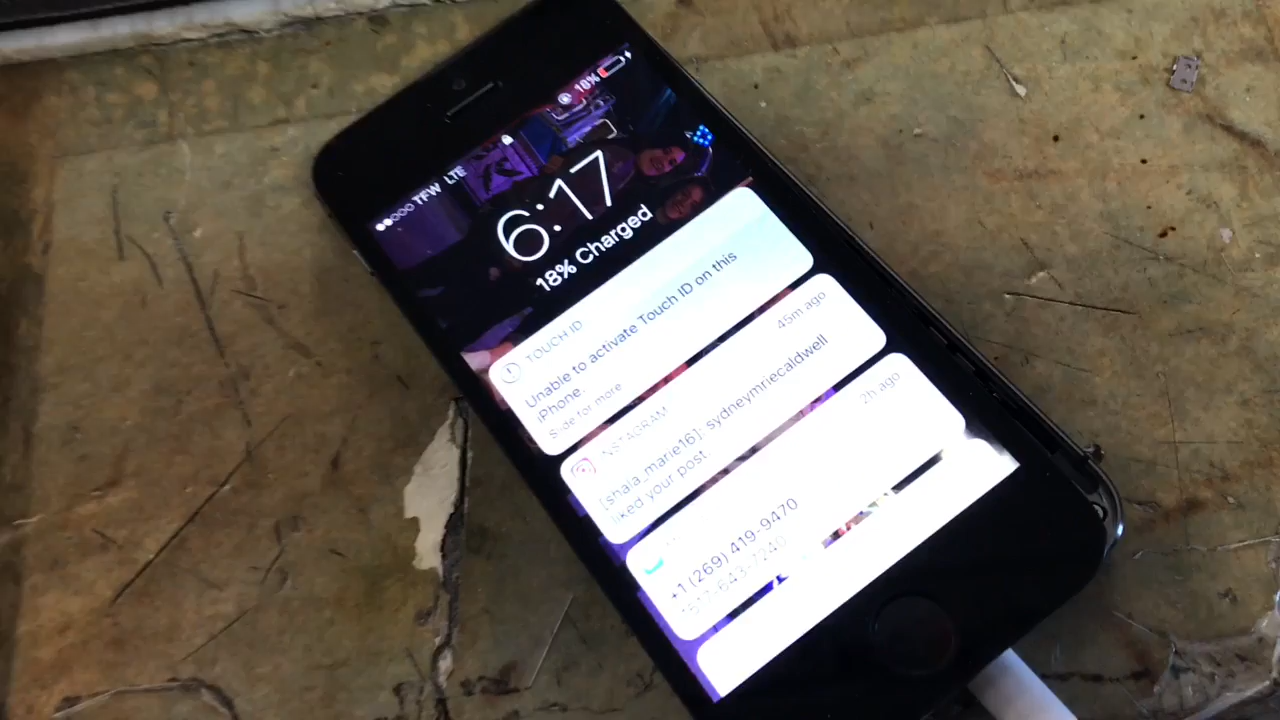 TFW LTE
18%
6:17
18% Charged
TOUCH ID
Unable to activate Touch ID on this
iPhone.
Slide for more
INSTAGRAM
45m ago
[shala_marie16]: sydneymriecaldwell
liked your post
2h ago
+1 (269) 419-9470